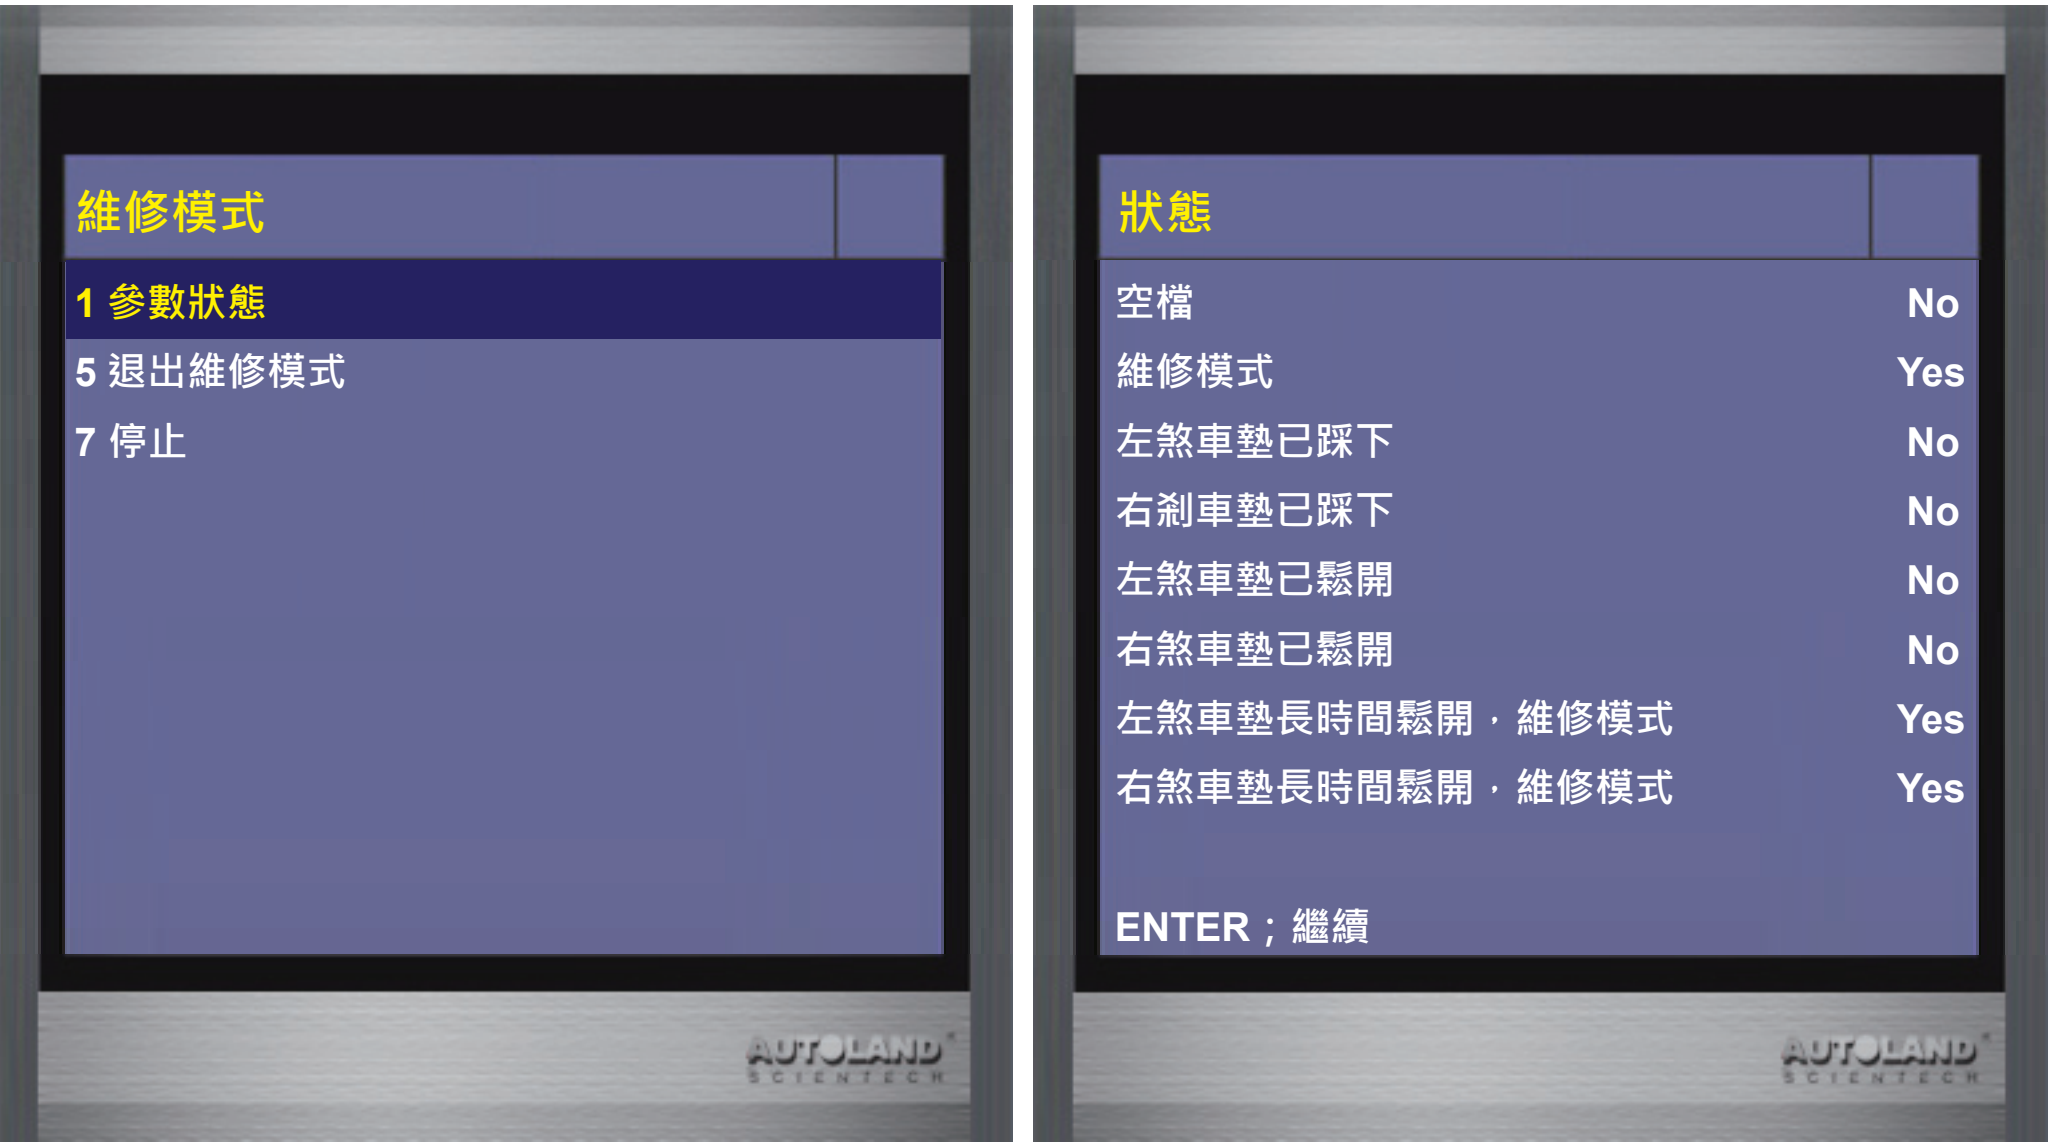 維修模式
1 參數狀態
5 退出維修模式
7 停止
AUTOLAND
SCIENTECH
狀態
空檔 No
維修模式 Yes
左煞車墊已踩下 No
右剎車墊已踩下 No
左煞車墊已鬆開 No
右煞車墊已鬆開 No
左煞車墊長時間鬆開，維修模式 Yes
右煞車墊長時間鬆開，維修模式 Yes
ENTER；繼續
AUTOLAND
SCIENTECH